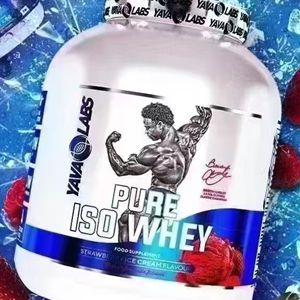 YAVA LABS
YAVA LABS
PURE
ISO WHEY
FOOD SUPPLEMENT
STRAWBERRY ICE CREAM FLAVOUR